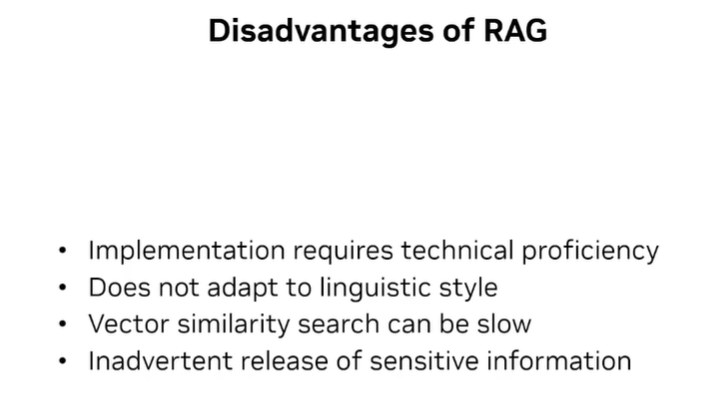 Disadvantages of RAG
• Implementation requires technical proficiency
• Does not adapt to linguistic style
• Vector similarity search can be slow
• Inadvertent release of sensitive information